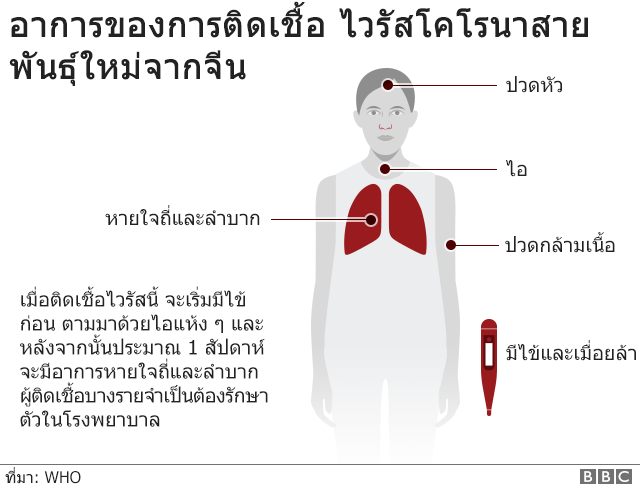 อาการของการติดเชื้อ ไวรัสโคโรนาสาย
พันธุ์ใหม่จากจีน
ปวดหัว
ไอ
หายใจถี่และลำบาก
ปวดกล้ามเนื้อ
เมื่อติดเชื้อไวรัสนี้ จะเริ่มมีไข้
ก่อน ตามมาด้วยไอแห้ง ๆ และ
หลังจากนั้นประมาณ 1 สัปดาห์
จะมีอาการหายใจถี่และลำบาก
ผู้ติดเชื้อบางรายจำเป็นต้องรักษา
ตัวในโรงพยาบาล
มีไข้และเมื่อยล้า
ที่มา: WHO
BBC